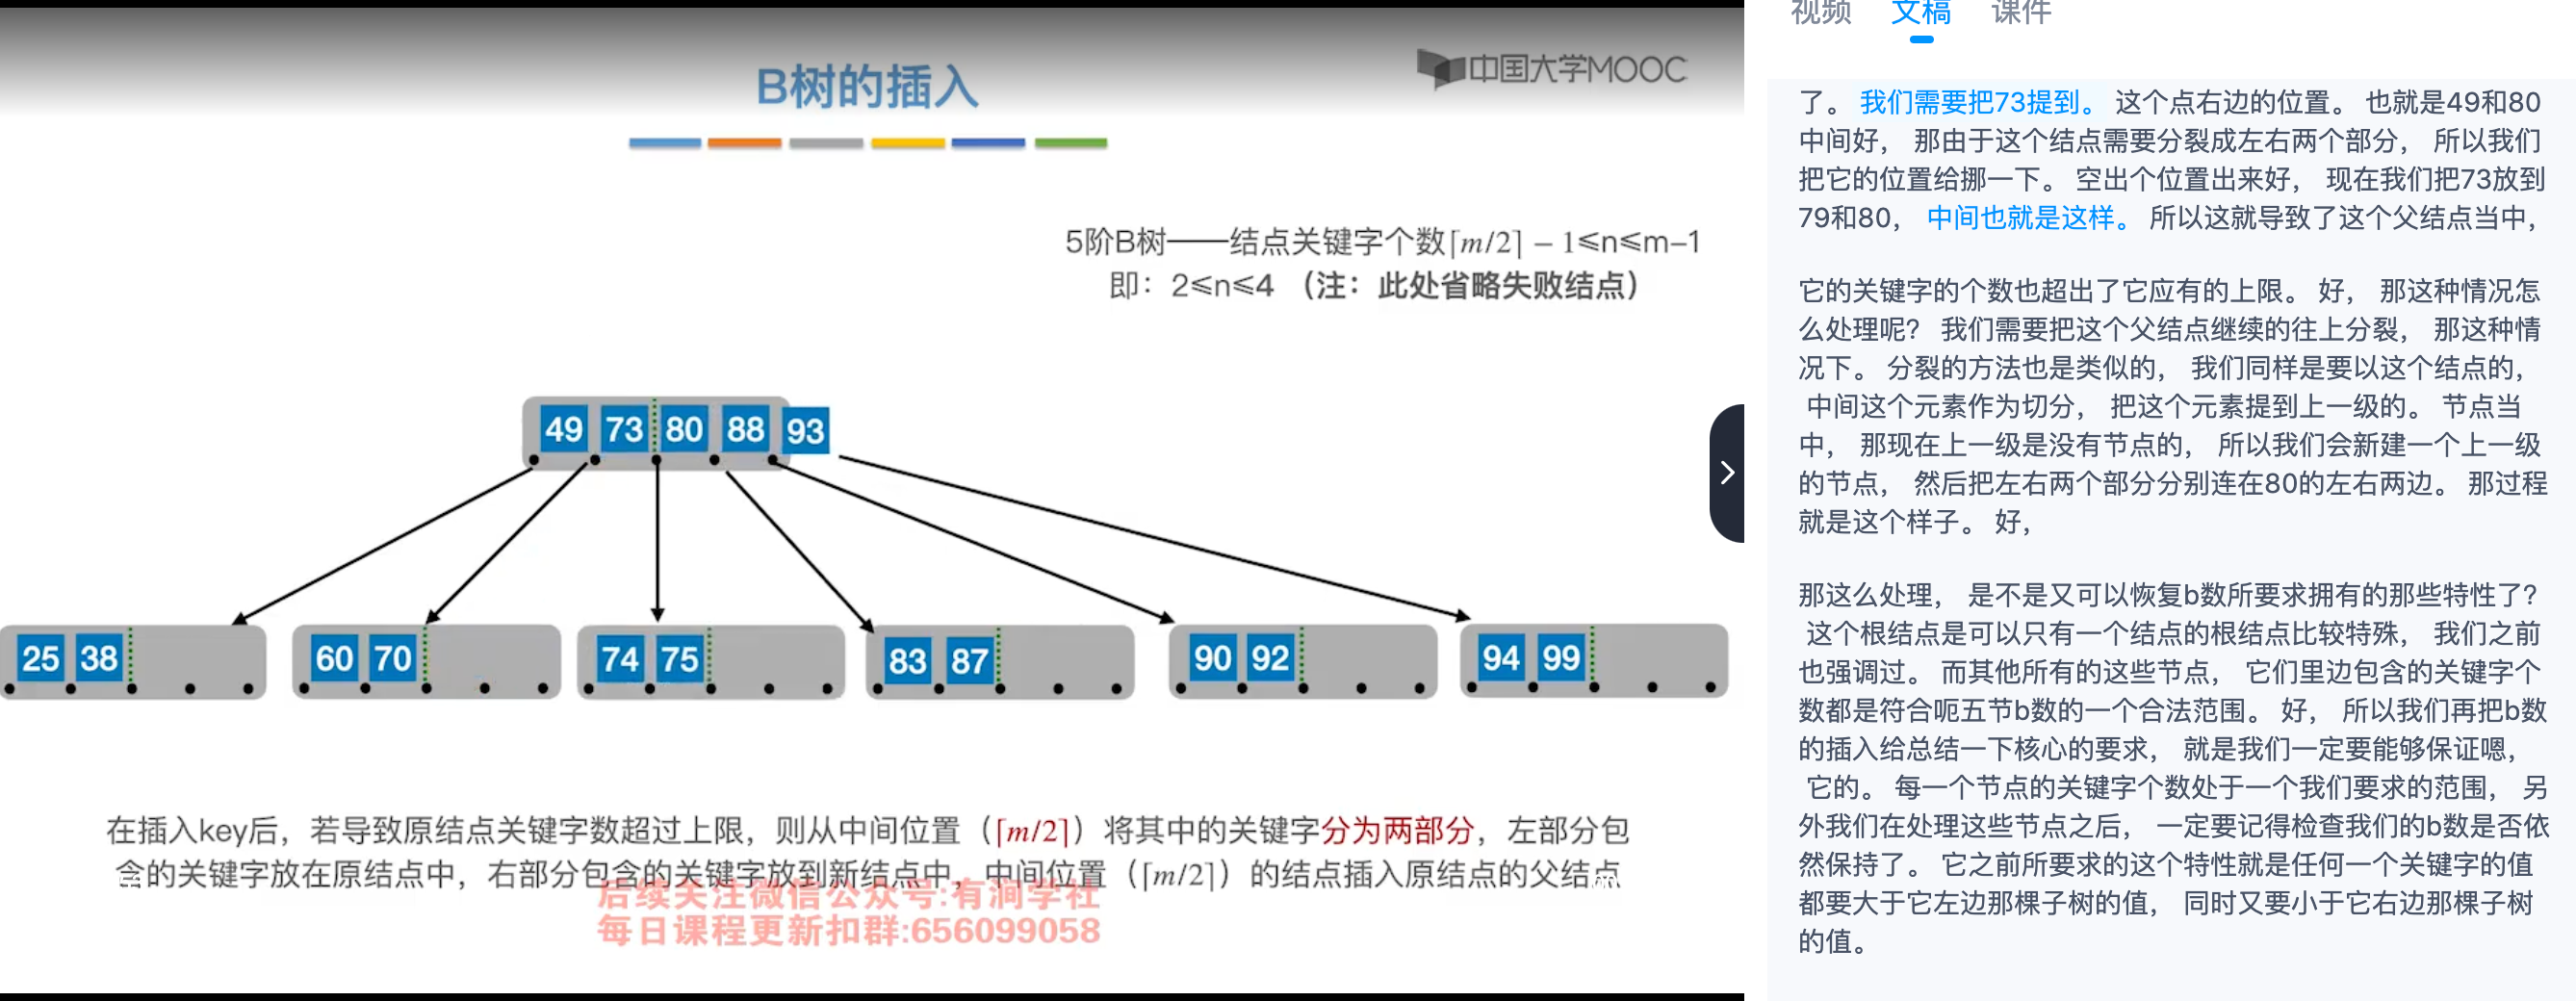 B树的插入
中国大学MOOC
5阶B树——结点关键字个数⌈m/2⌉ – 1≤n≤m–1
即：2≤n≤4 （注：此处省略失败结点）
49 73 80 88 93
25 38 60 70 74 75 83 87 90 92 94 99
在插入key后，若导致原结点关键字数超过上限，则从中间位置（⌈m/2⌉）将其中的关键字分为两部分，左部分包
含的关键字放在原结点中，右部分包含的关键字放到新结点中，中间位置（⌈m/2⌉）的结点插入原结点的父结点
后续关注微信公众号:有涧学社
每日课程更新扣群:656099058
视频 文稿 课件
了。 我们需要把73提到。 这个点右边的位置。 也就是49和80
中间好， 那由于这个结点需要分裂成左右两个部分， 所以我们
把它的位置给挪一下。 空出个位置出来好， 现在我们把73放到
79和80， 中间也就是这样。 所以这就导致了这个父结点当中，
它的关键字的个数也超出了它应有的上限。 好， 那这种情况怎
么处理呢？ 我们需要把这个父结点继续的往上分裂， 那这种情
况下。 分裂的方法也是类似的， 我们同样是要以这个结点的，
中间这个元素作为切分， 把这个元素提到上一级的。 节点当
中， 那现在上一级是没有节点的， 所以我们会新建一个上一级
的节点， 然后把左右两个部分分别连在80的左右两边。 那过程
就是这个样子。 好，
那这么处理， 是不是又可以恢复b数所要求拥有的那些特性了？
这个根结点是可以只有一个结点的根结点比较特殊， 我们之前
也强调过。 而其他所有的这些节点， 它们里边包含的关键字个
数都是符合呃五节b数的一个合法范围。 好， 所以我们再把b数
的插入给总结一下核心的要求， 就是我们一定要能够保证嗯，
它的。 每一个节点的关键字个数处于一个我们要求的范围， 另
外我们在处理这些节点之后， 一定要记得检查我们的b数是否依
然保持了。 它之前所要求的这个特性就是任何一个关键字的值
都要大于它左边那棵子树的值， 同时又要小于它右边那棵子树
的值。